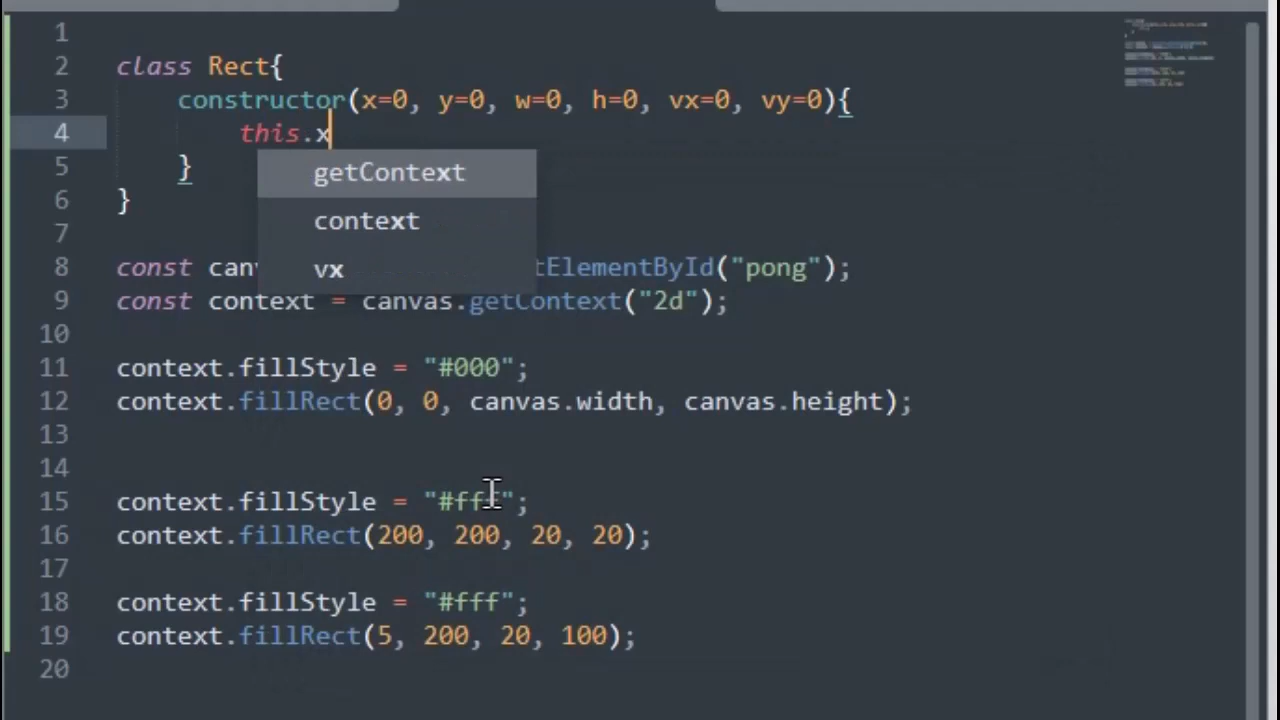 1
2 class Rect{
3 constructor(x=0, y=0, w=0, h=0, vx=0, vy=0){
4 this.x
5 }
getContext
6 }
context
7
vx
8 const can tElementById("pong");
9 const context = canvas.getContext("2d");
10
11 context.fillStyle = "#000";
12 context.fillRect(0, 0, canvas.width, canvas.height);
13
14
15 context.fillStyle = "#fff";
16 context.fillRect(200, 200, 20, 20);
17
18 context.fillStyle = "#fff";
19 context.fillRect(5, 200, 20, 100);
20